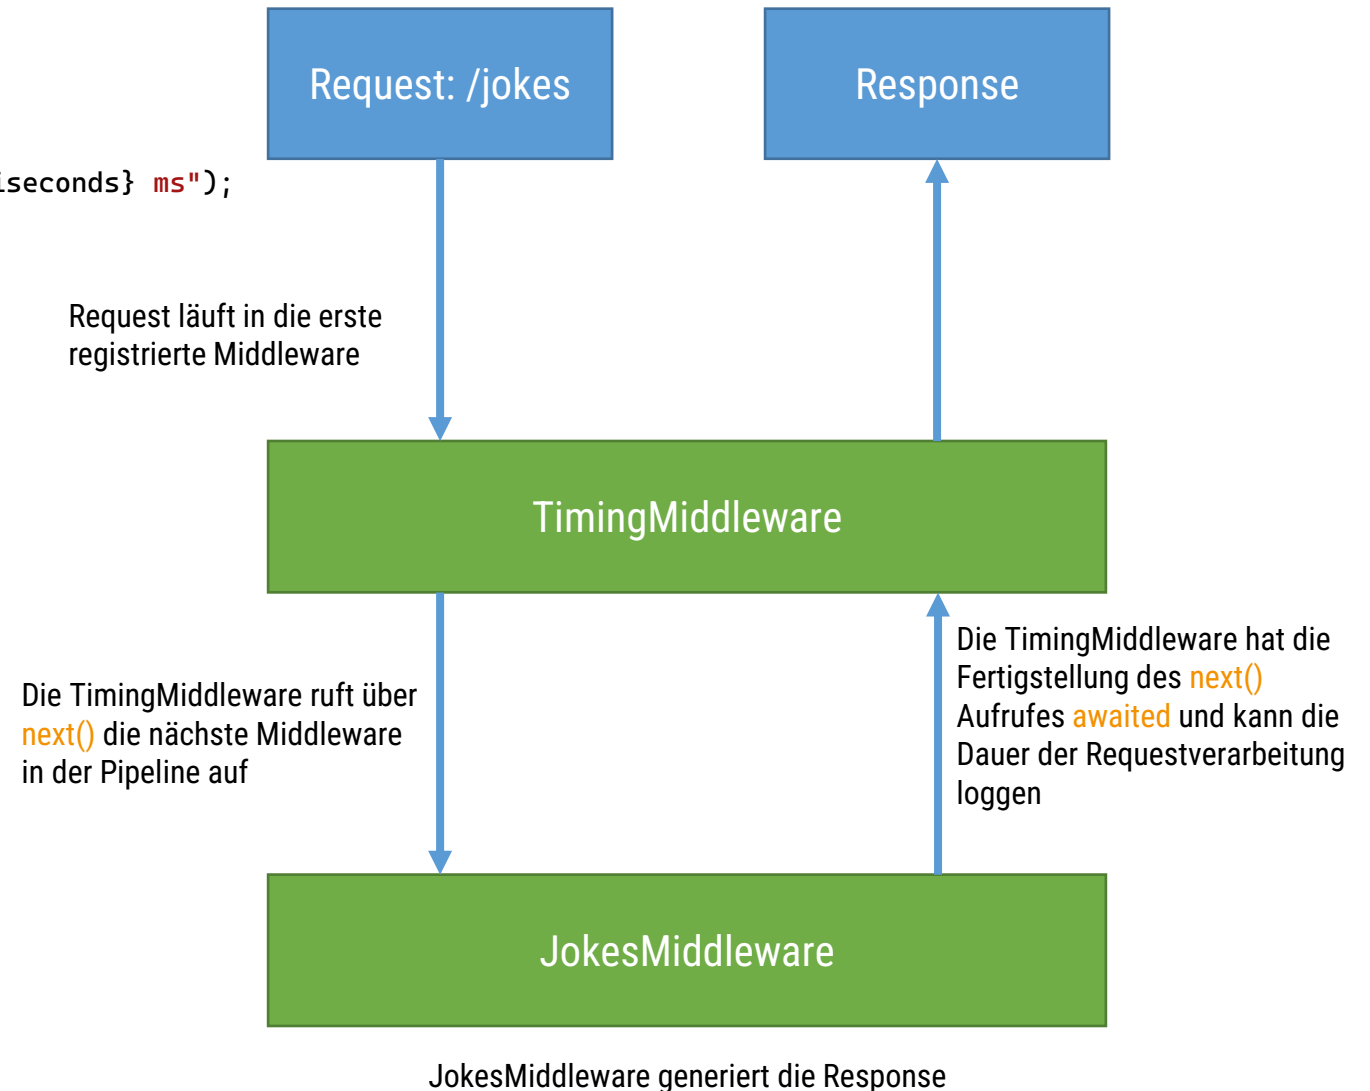 Request: /jokes
Response
iseconds} ms");
Request läuft in die erste
registrierte Middleware
TimingMiddleware
Die TimingMiddleware ruft über
next() die nächste Middleware
in der Pipeline auf
Die TimingMiddleware hat die
Fertigstellung des next()
Aufrufes awaited und kann die
Dauer der Requestverarbeitung
loggen
JokesMiddleware
JokesMiddleware generiert die Response